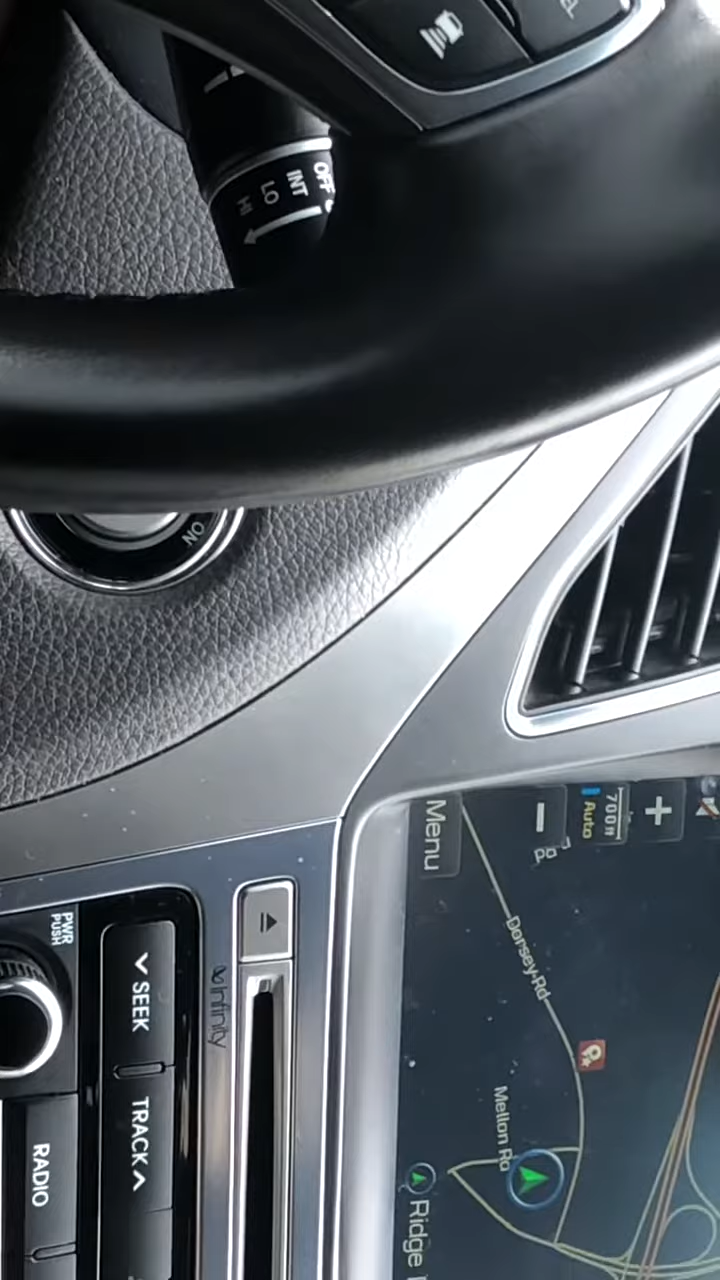 OFF
INT
LO
HI
ON
+
700ft
Auto
−
Menu
Dorsey Rd
Mellon Rd
Ridge
Infinity
SEEK
TRACK
PWR
PUSH
RADIO